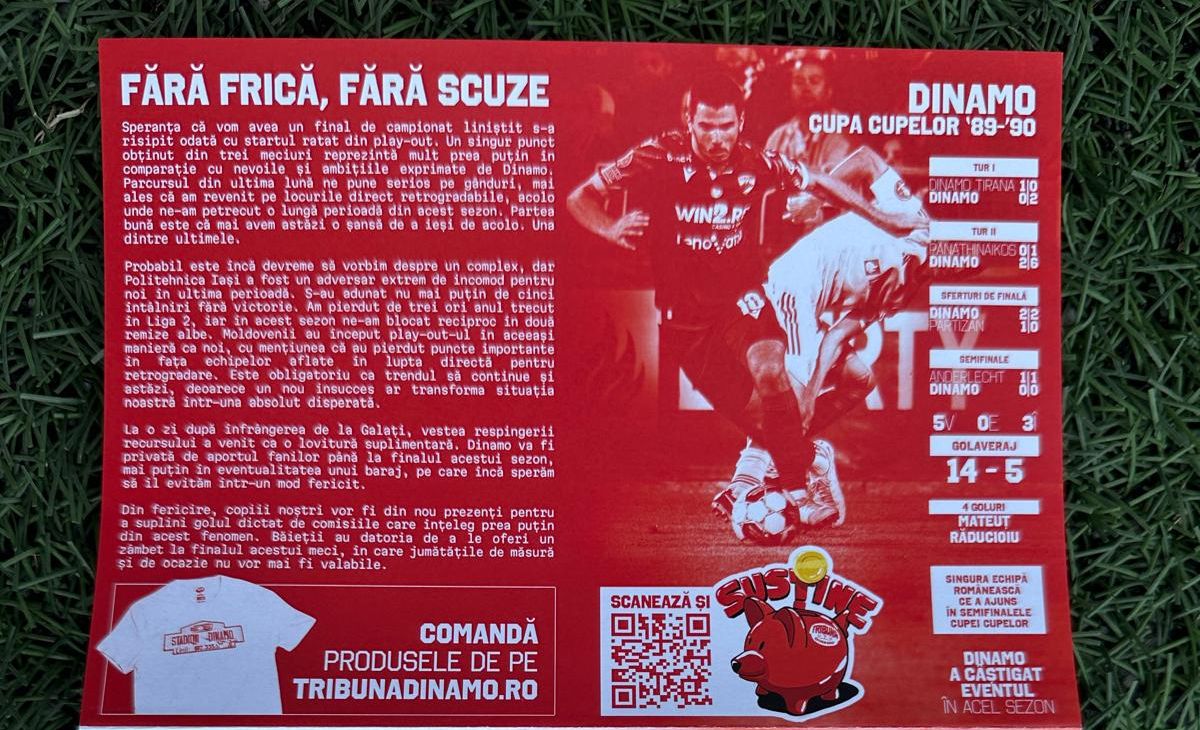 FĂRĂ FRICĂ, FĂRĂ SCUZE
Speranța că vom avea un final de campionat liniștit s-a
risipit odată cu startul ratat din play-out. Un singur punct
obținut din trei meciuri reprezintă mult prea puțin în
comparație cu nevoile și ambițiile exprimate de Dinamo.
Parcursul din ultima lună ne pune serios pe gânduri, mai
ales că am revenit pe locurile direct retrogradabile, acolo
unde ne-am petrecut o lungă perioadă din acest sezon. Partea
bună este că mai avem astăzi o șansă de a ieși de acolo. Una
dintre ultimele.
Probabil este încă devreme să vorbim despre un complex, dar
Politehnica Iași a fost un adversar extrem de incomod pentru
noi în ultima perioadă. S-au adunat nu mai puțin de cinci
întâlniri fără victorie. Am pierdut de trei ori anul trecut
în Liga 2, iar în acest sezon ne-am blocat reciproc în două
remize albe. Moldovenii au început play-out-ul în aceeași
manieră ca noi, cu mențiunea că au pierdut puncte importante
în fața echipelor aflate în lupta directă pentru
retrogradare. Este obligatoriu ca trendul să continue și
astăzi, deoarece un nou insucces ar transforma situația
noastră într-una absolut disperată.
La o zi după înfrângerea de la Galați, vestea respingerii
recursului a venit ca o lovitură suplimentară. Dinamo va fi
privată de aportul fanilor până la finalul acestui sezon,
mai puțin în eventualitatea unui baraj, pe care încă sperăm
să îl evităm într-un mod fericit.
Din fericire, copiii noștri vor fi din nou prezenți pentru
a suplini golul dictat de comisiile care înțeleg prea puțin
din acest fenomen. Băieții au datoria de a le oferi un
zâmbet la finalul acestui meci, în care jumătățile de măsură
și de ocazie nu vor mai fi valabile.
STADIONUL DINAMO
COMANDĂ
PRODUSELE DE PE
TRIBUNADINAMO.RO
SCANEAZĂ ȘI
SUSȚINE
TRIBUNA
WIN2.RO
lenovrati
10
RTY
DINAMO
CUPA CUPELOR '89-'90
TUR I
DINAMO TIRANA 1|0
DINAMO 0|2
TUR II
PANATHINAIKOS 0|1
DINAMO 2|6
SFERTURI DE FINALĂ
DINAMO 2|2
PARTIZAN 1|0
SEMIFINALE
ANDERLECHT 1|1
DINAMO 0|0
5V 0E 3Î
GOLAVERAJ
14 - 5
4 GOLURI
MATEUȚ
RĂDUCIOIU
SINGURA ECHIPĂ
ROMÂNEASCĂ
CE A AJUNS
ÎN SEMIFINALELE
CUPEI CUPELOR
DINAMO
A CÂȘTIGAT
EVENTUL
ÎN ACEL SEZON